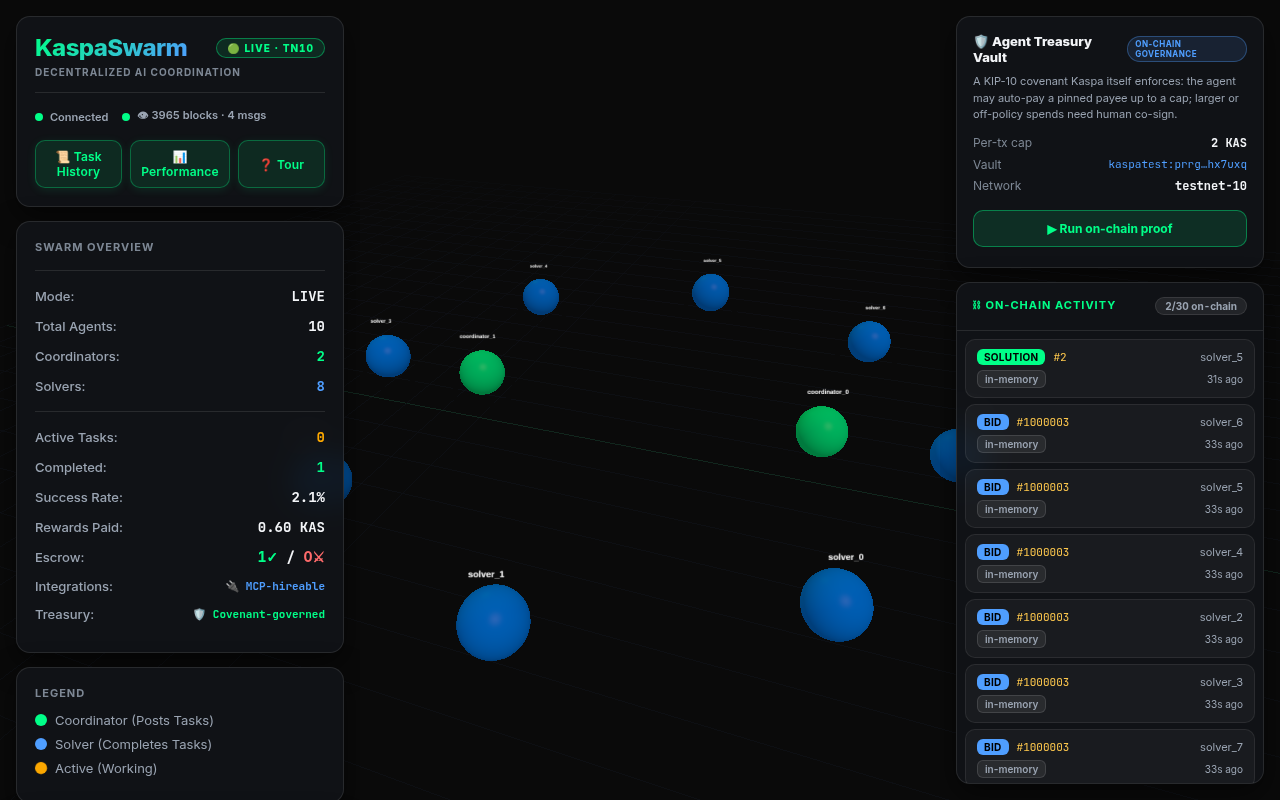 KaspaSwarm
🟢 LIVE · TN10
DECENTRALIZED AI COORDINATION
Connected
👁 3965 blocks · 4 msgs
📜 Task
History
📊
Performance
❓ Tour
SWARM OVERVIEW
Mode: LIVE
Total Agents: 10
Coordinators: 2
Solvers: 8
Active Tasks: 0
Completed: 1
Success Rate: 2.1%
Rewards Paid: 0.60 KAS
Escrow: 1✓ / 0⚔
Integrations: 🔌 MCP-hireable
Treasury: 🛡️ Covenant-governed
LEGEND
Coordinator (Posts Tasks)
Solver (Completes Tasks)
Active (Working)
solver_4
solver_5
solver_3
coordinator_1
solver_6
coordinator_0
solver_1
solver_0
🛡️ Agent Treasury
Vault
ON-CHAIN
GOVERNANCE
A KIP-10 covenant Kaspa itself enforces: the agent
may auto-pay a pinned payee up to a cap; larger or
off-policy spends need human co-sign.
Per-tx cap 2 KAS
Vault kaspatest:prrg…hx7uxq
Network testnet-10
▶ Run on-chain proof
⛓ ON-CHAIN ACTIVITY
2/30 on-chain
SOLUTION #2 solver_5
in-memory 31s ago
BID #1000003 solver_6
in-memory 33s ago
BID #1000003 solver_5
in-memory 33s ago
BID #1000003 solver_4
in-memory 33s ago
BID #1000003 solver_2
in-memory 33s ago
BID #1000003 solver_3
in-memory 33s ago
BID #1000003 solver_7
in-memory 33s ago